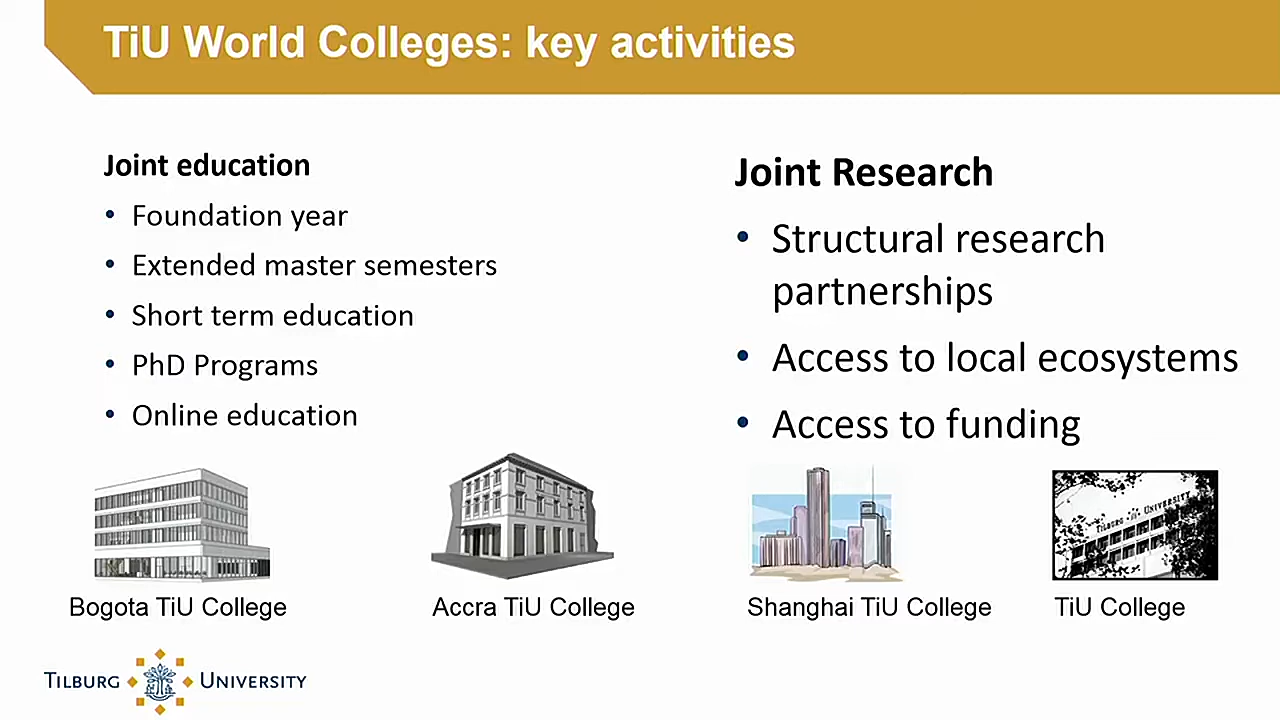 TiU World Colleges: key activities
Joint education
• Foundation year
• Extended master semesters
• Short term education
• PhD Programs
• Online education
Joint Research
• Structural research
partnerships
• Access to local ecosystems
• Access to funding
TILBURG UNIVERSITY
Bogota TiU College
Accra TiU College
Shanghai TiU College
TiU College
TILBURG UNIVERSITY